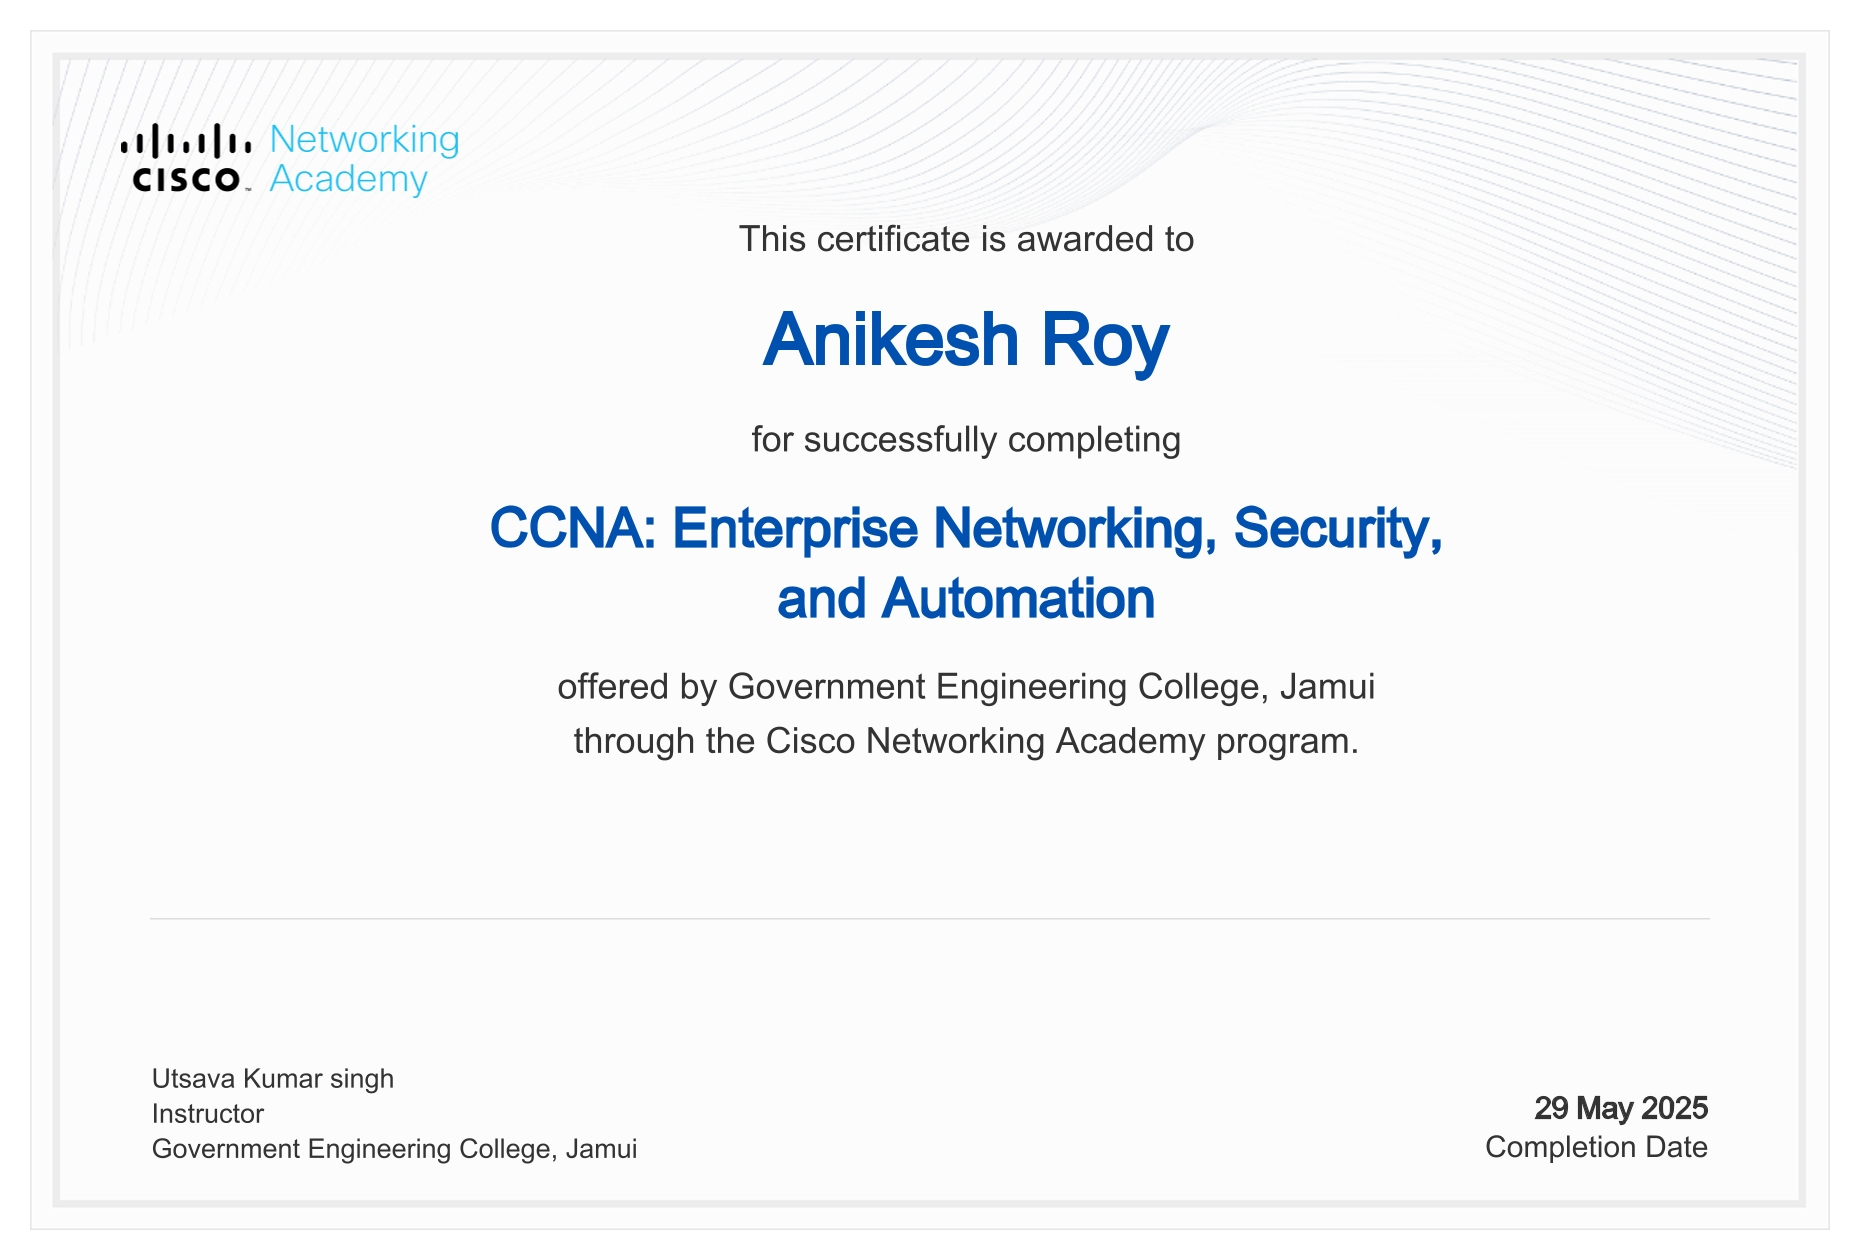 CISCO™ Networking Academy
This certificate is awarded to
Anikesh Roy
for successfully completing
CCNA: Enterprise Networking, Security,
and Automation
offered by Government Engineering College, Jamui
through the Cisco Networking Academy program.
Utsava Kumar singh
Instructor
Government Engineering College, Jamui
29 May 2025
Completion Date